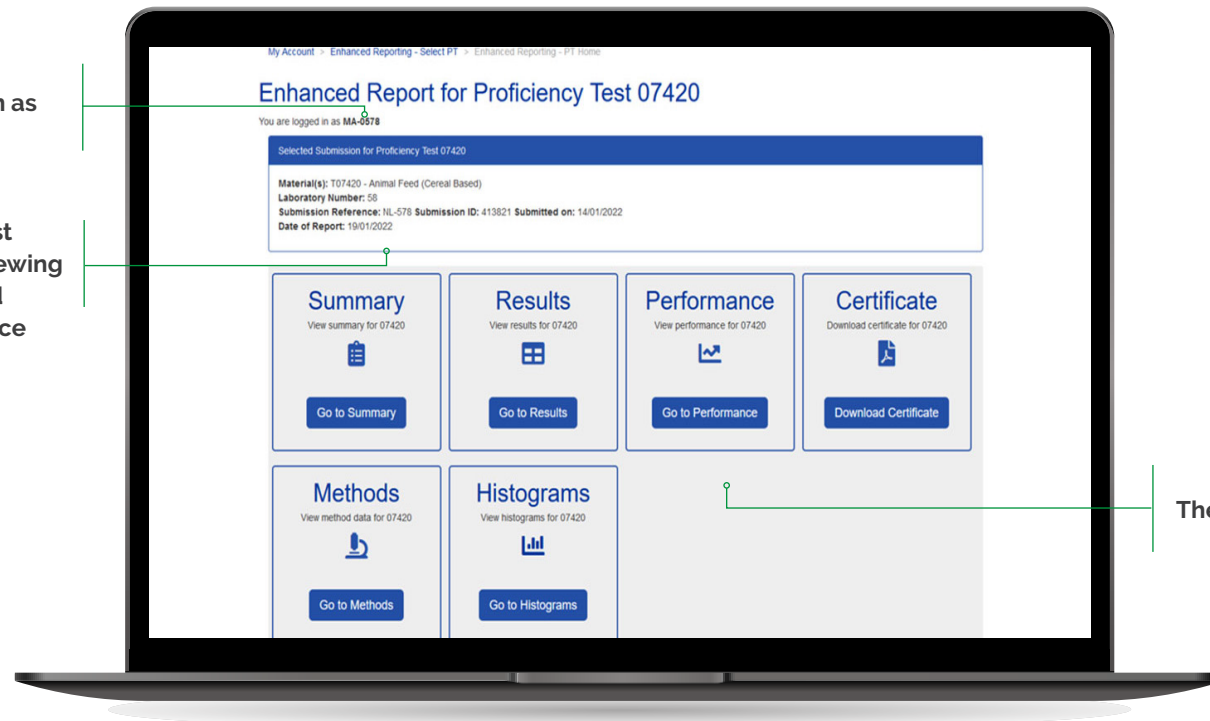 My Account > Enhanced Reporting - Select PT > Enhanced Reporting - PT Home
Enhanced Report for Proficiency Test 07420
You are logged in as MA-0578
Selected Submission for Proficiency Test 07420
Material(s): T07420 - Animal Feed (Cereal Based)
Laboratory Number: 58
Submission Reference: NL-578 Submission ID: 413821 Submitted on: 14/01/2022
Date of Report: 19/01/2022
Summary
View summary for 07420
Go to Summary
Results
View results for 07420
Go to Results
Performance
View performance for 07420
Go to Performance
Certificate
Download certificate for 07420
Download Certificate
Methods
View method data for 07420
Go to Methods
Histograms
View histograms for 07420
Go to Histograms
as
The